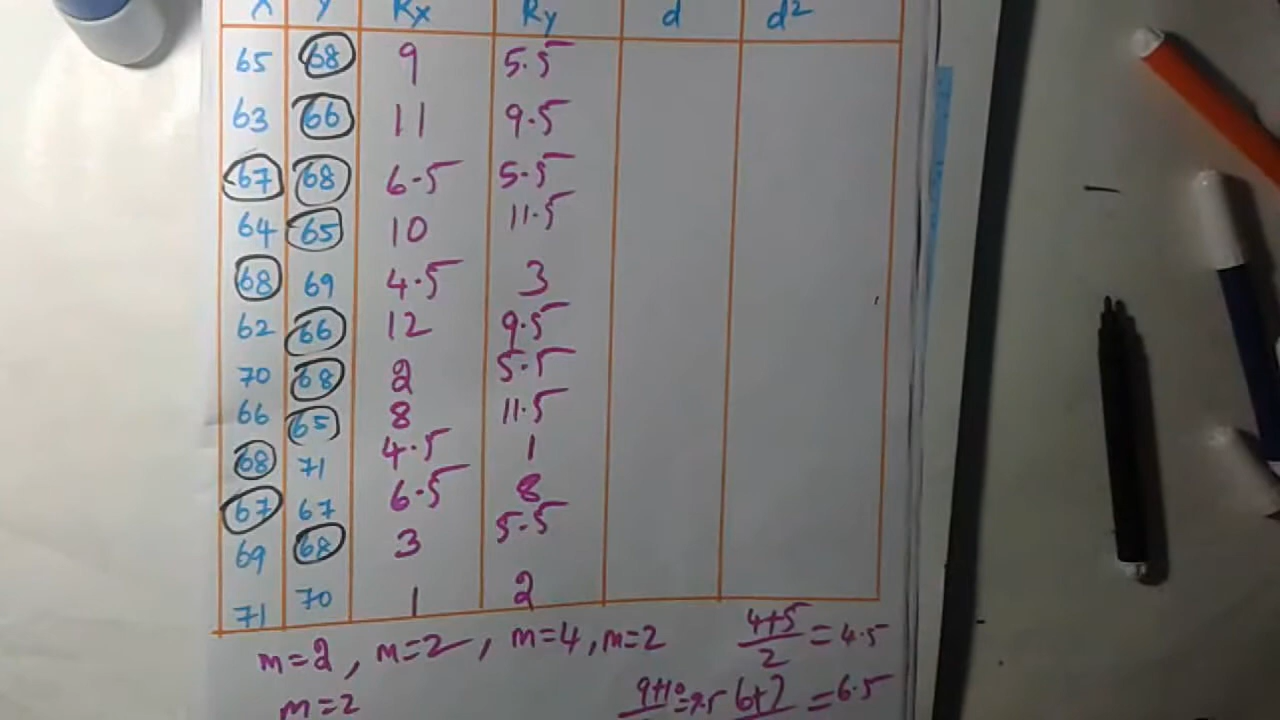 X Y Rx Ry d d²
65 68 9 5.5
63 66 11 9.5
67 68 6.5 5.5
64 65 10 11.5
68 69 4.5 3
62 66 12 9.5
70 68 2 5.5
66 65 8 11.5
68 71 4.5 1
67 67 6.5 8
69 68 3 5.5
71 70 1 2
m=2, m=2, m=4, m=2 4+5/2 = 4.5
m=2 9+10 =9.5 6+7 = 6.5